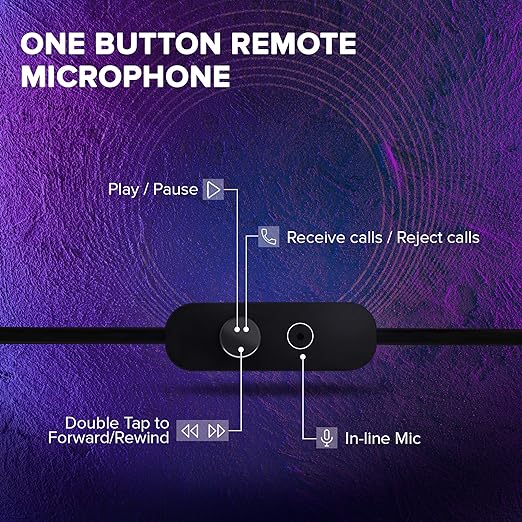 ONE BUTTON REMOTE
MICROPHONE
Play / Pause
Receive calls / Reject calls
Double Tap to
Forward/Rewind
In-line Mic